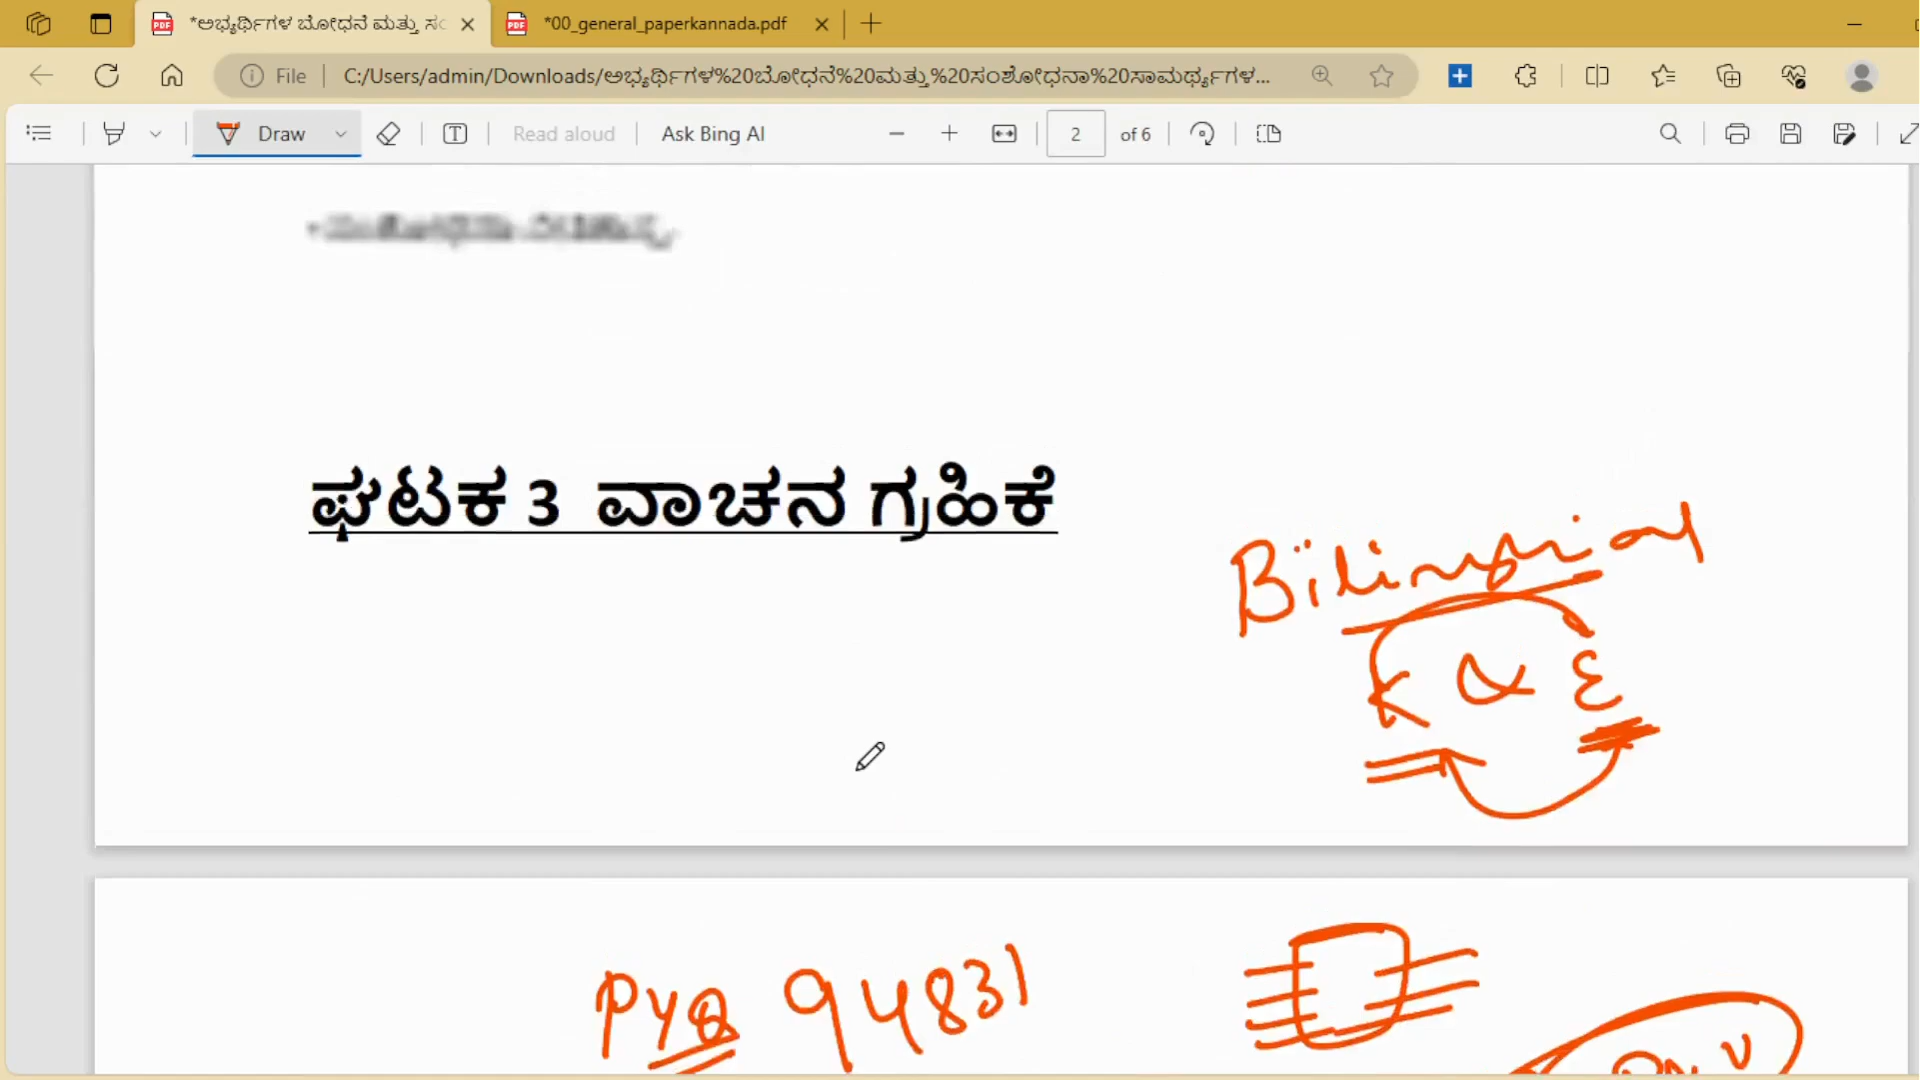 *ಅಭ್ಯರ್ಥಿಗಳ ಬೋಧನೆ ಮತ್ತು ಸಂ
*00_general_paperkannada.pdf
File
C:/Users/admin/Downloads/ಅಭ್ಯರ್ಥಿಗಳ%20ಬೋಧನೆ%20ಮತ್ತು%20ಸಂಶೋಧನಾ%20ಸಾಮರ್ಥ್ಯಗಳ...
Draw
Read aloud
Ask Bing AI
2 of 6
ಘಟಕ 3 ವಾಚನ ಗ್ರಹಿಕೆ
K & E
PYQ 94831